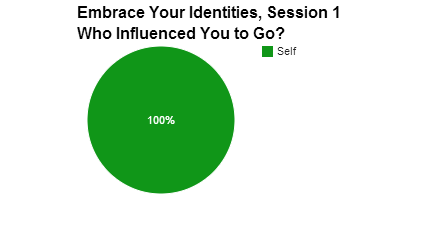 Embrace Your Identities, Session 1
Who Influenced You to Go?
Self
100%